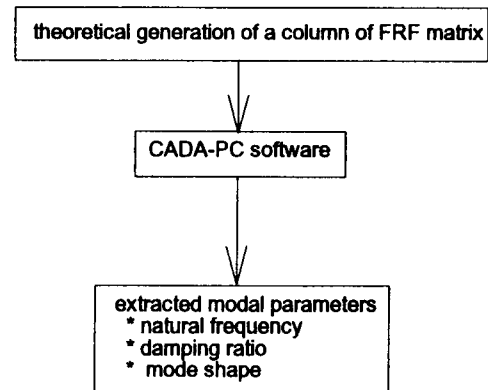 theoretical generation of a column of FRF matrix
CADA-PC software
extracted modal parameters
* natural frequency
* damping ratio
* mode shape